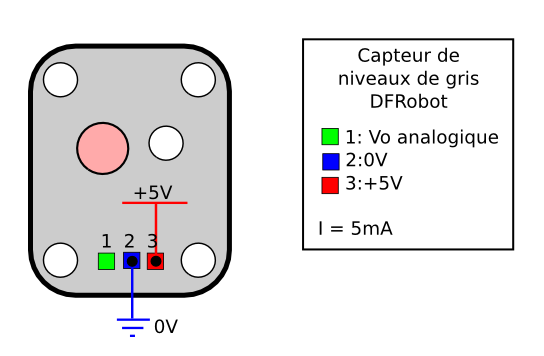 +5V
1 2 3
0V
Capteur de
niveaux de gris
DFRobot
1: Vo analogique
2:0V
3:+5V
I = 5mA